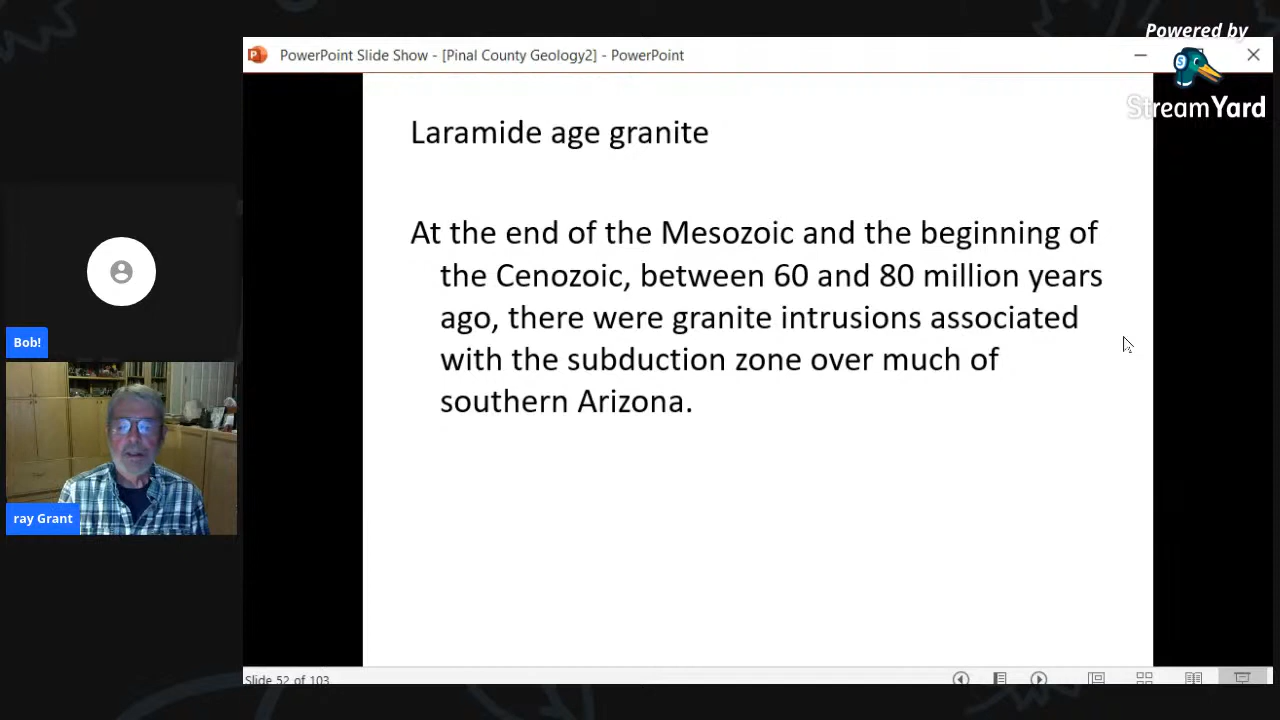 Powered by
StreamYard
PowerPoint Slide Show - [Pinal County Geology2] - PowerPoint
Laramide age granite
At the end of the Mesozoic and the beginning of
the Cenozoic, between 60 and 80 million years
ago, there were granite intrusions associated
with the subduction zone over much of
southern Arizona.
Bob!
ray Grant
Slide 52 of 103